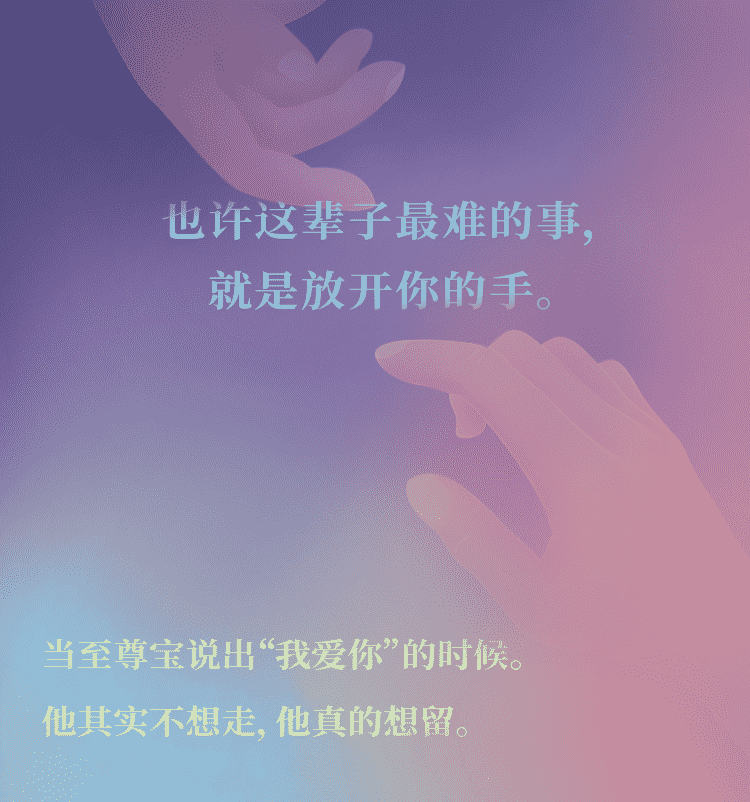 也许这辈子最难的事,
就是放开你的手。
当至尊宝说出“我爱你”的时候。
他其实不想走, 他真的想留。